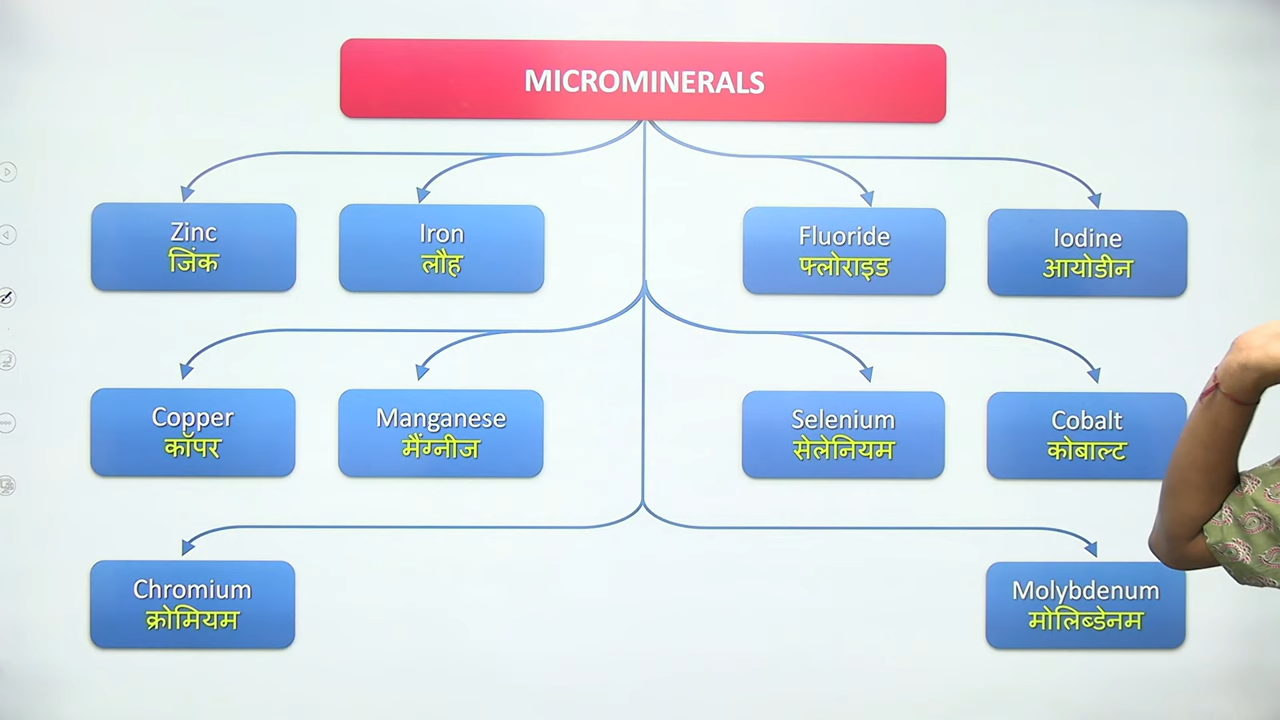 MICROMINERALS
Zinc
जिंक
Iron
लौह
Fluoride
फ्लोराइड
Iodine
आयोडीन
Copper
कॉपर
Manganese
मैंग्नीज
Selenium
सेलेनियम
Cobalt
कोबाल्ट
Chromium
क्रोमियम
Molybdenum
मोलिब्डेनम